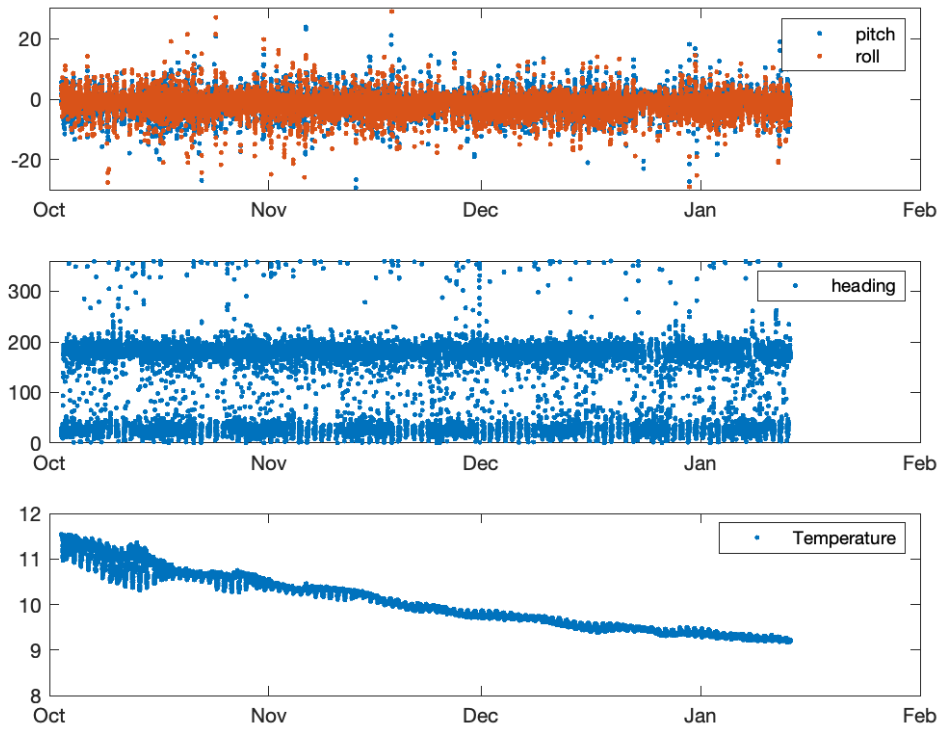 20
0
-20
pitch
roll
Oct Nov Dec Jan Feb
300
200
100
0
heading
Oct Nov Dec Jan Feb
12
11
10
9
8
Temperature
Oct Nov Dec Jan Feb